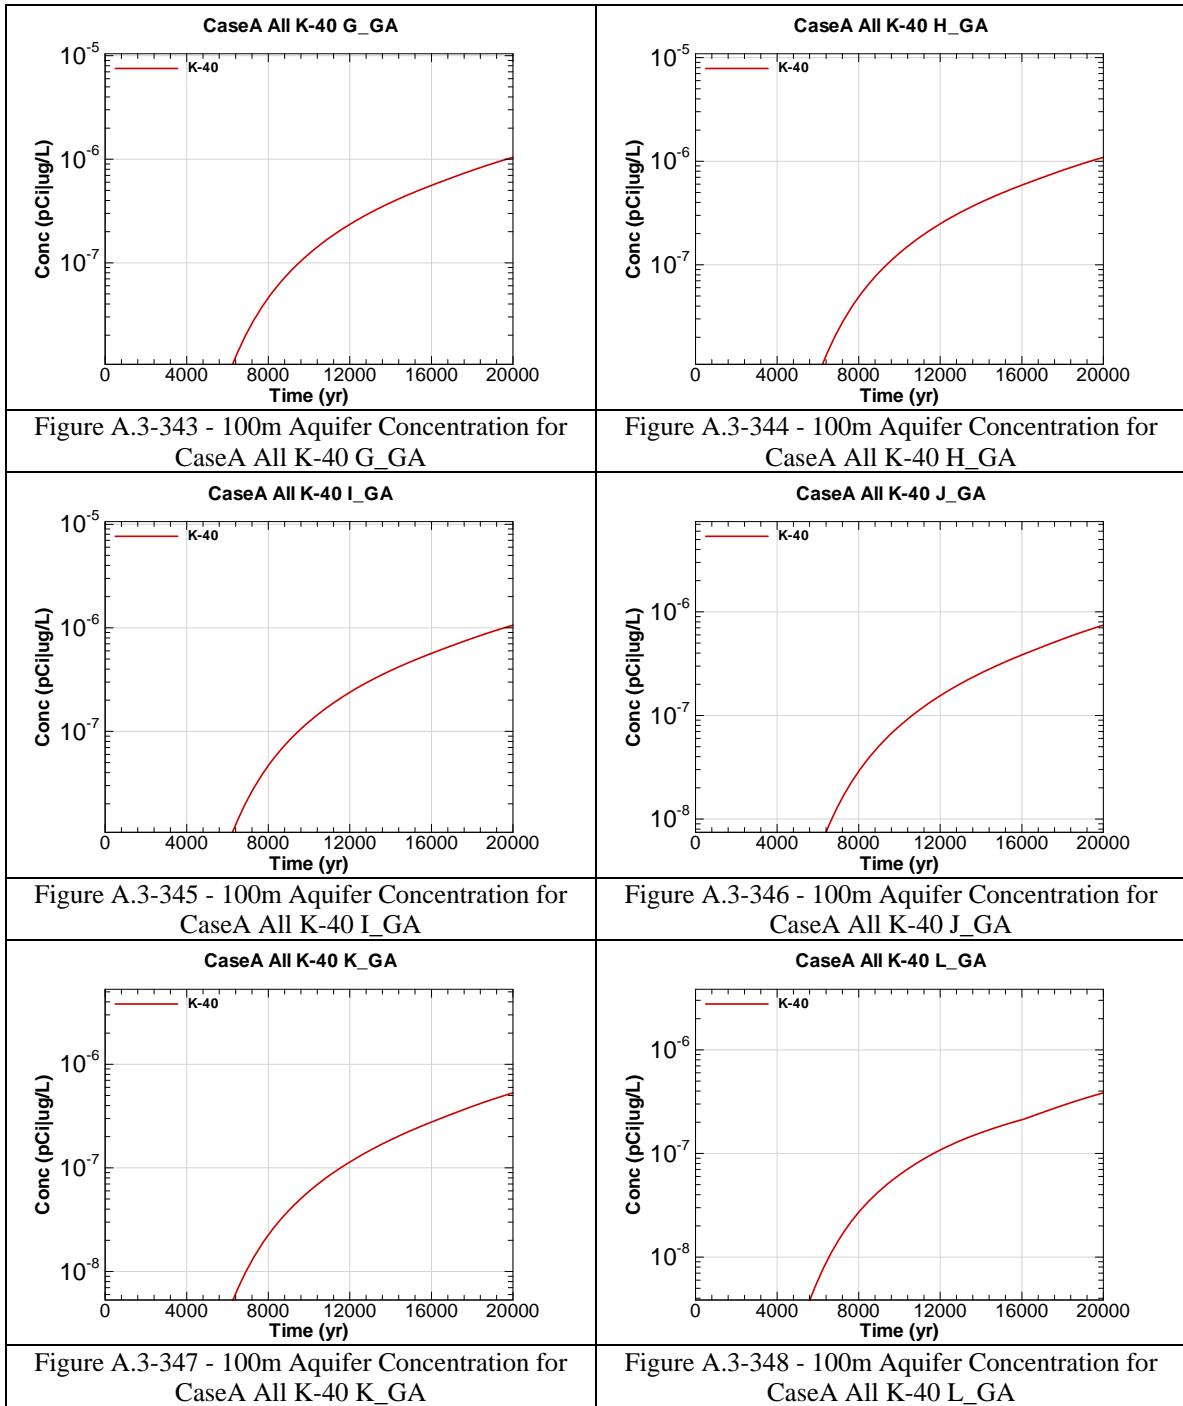 CaseA All K-40 G_GA
K-40
10-5
10-6
10-7
Conc (pCi|ug/L)
0 4000 8000 12000 16000 20000
Time (yr)
Figure A.3-343 - 100m Aquifer Concentration for
CaseA All K-40 G_GA
CaseA All K-40 H_GA
K-40
10-5
10-6
10-7
Conc (pCi|ug/L)
0 4000 8000 12000 16000 20000
Time (yr)
Figure A.3-344 - 100m Aquifer Concentration for
CaseA All K-40 H_GA
CaseA All K-40 I_GA
K-40
10-5
10-6
10-7
Conc (pCi|ug/L)
0 4000 8000 12000 16000 20000
Time (yr)
Figure A.3-345 - 100m Aquifer Concentration for
CaseA All K-40 I_GA
CaseA All K-40 J_GA
K-40
10-6
10-7
10-8
Conc (pCi|ug/L)
0 4000 8000 12000 16000 20000
Time (yr)
Figure A.3-346 - 100m Aquifer Concentration for
CaseA All K-40 J_GA
CaseA All K-40 K_GA
K-40
10-6
10-7
10-8
Conc (pCi|ug/L)
0 4000 8000 12000 16000 20000
Time (yr)
Figure A.3-347 - 100m Aquifer Concentration for
CaseA All K-40 K_GA
CaseA All K-40 L_GA
K-40
10-6
10-7
10-8
Conc (pCi|ug/L)
0 4000 8000 12000 16000 20000
Time (yr)
Figure A.3-348 - 100m Aquifer Concentration for
CaseA All K-40 L_GA